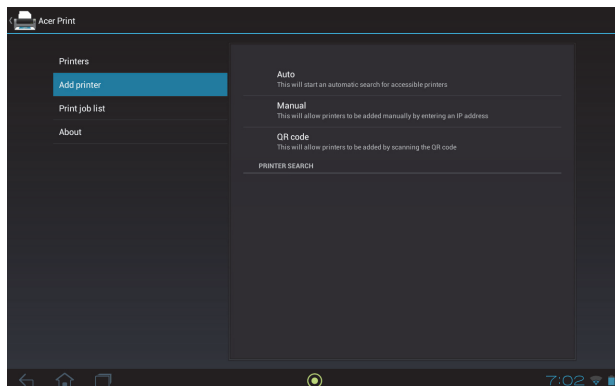 Acer Print
Printers
Add printer
Print job list
About
Auto
This will start an automatic search for accessible printers
Manual
This will allow printers to be added manually by entering an IP address
QR code
This will allow printers to be added by scanning the QR code
PRINTER SEARCH
7:02